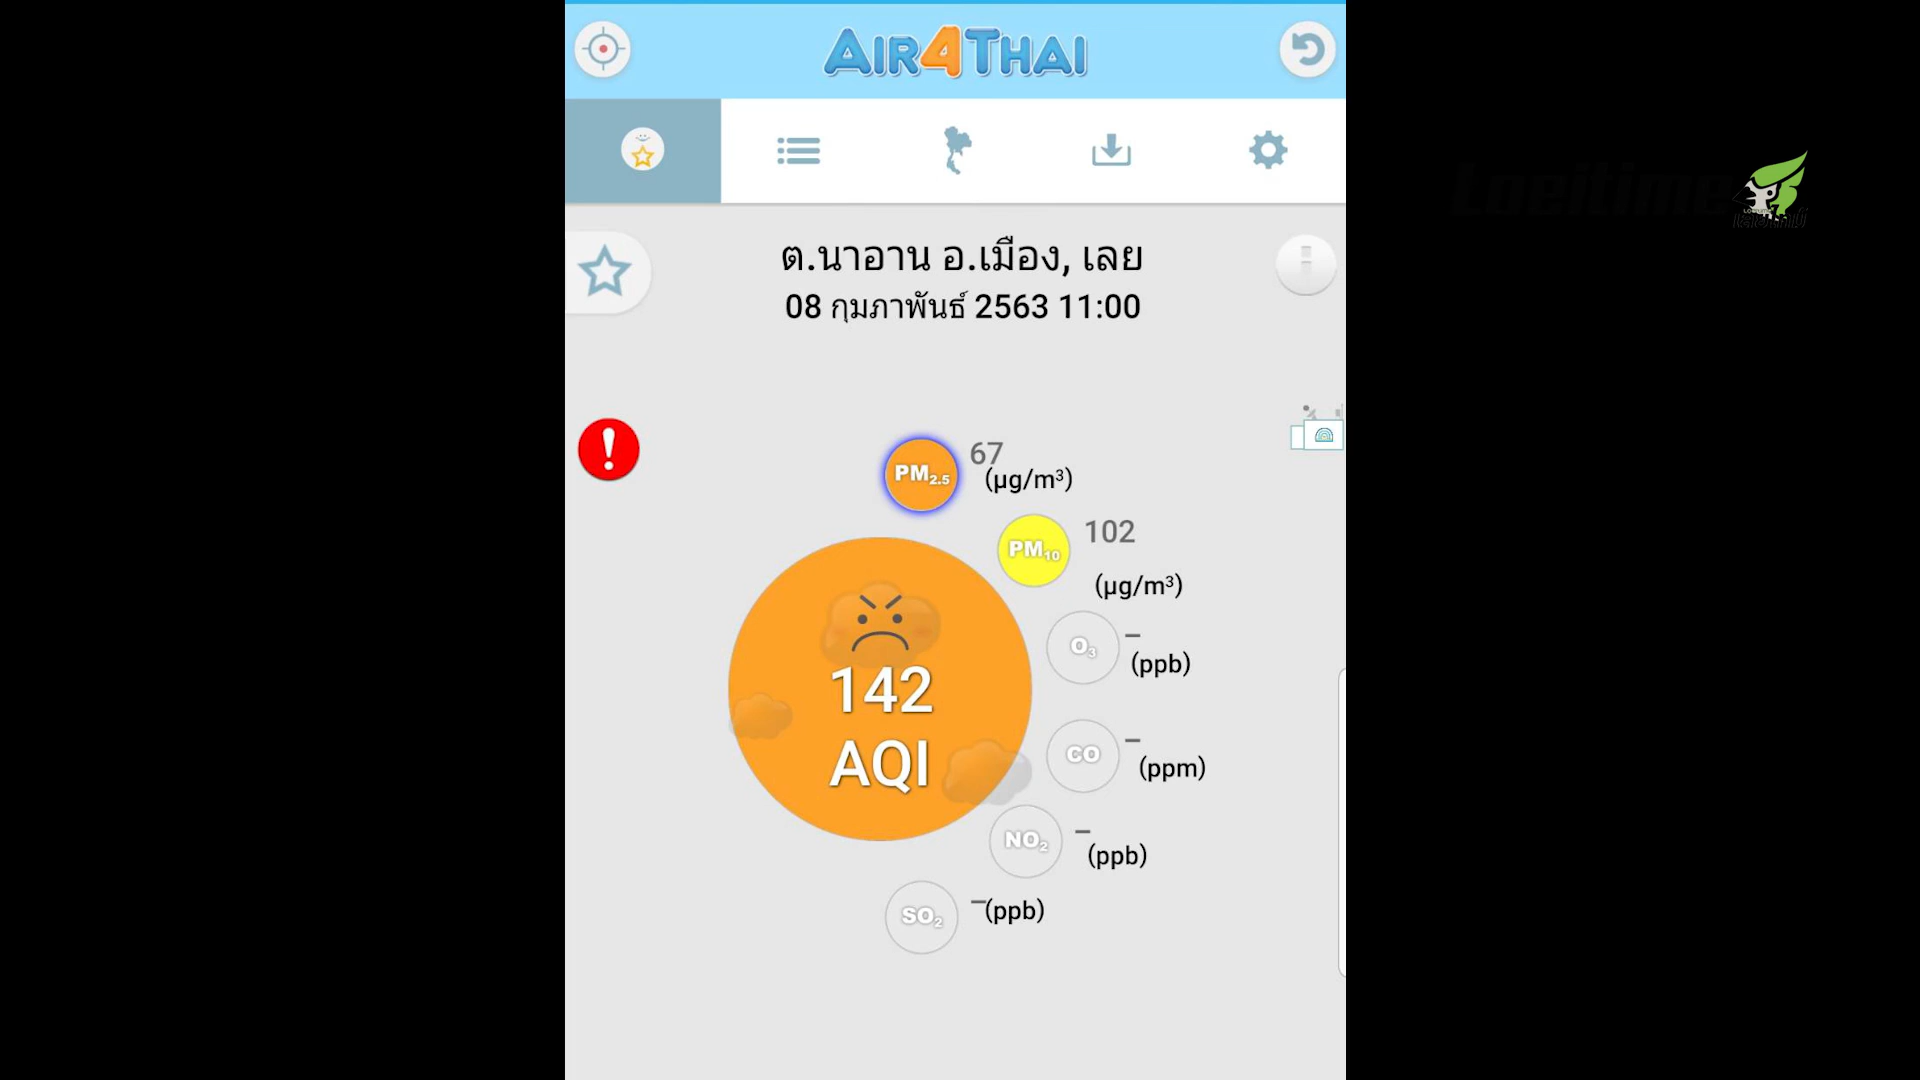 AIR4THAI
Loeitime
ต.นาอาน อ.เมือง, เลย
08 กุมภาพันธ์ 2563 11:00
PM2.5 67
(µg/m³)
PM10 102
(µg/m³)
O3 –
(ppb)
142
AQI
CO –
(ppm)
NO2 –
(ppb)
SO2 –(ppb)